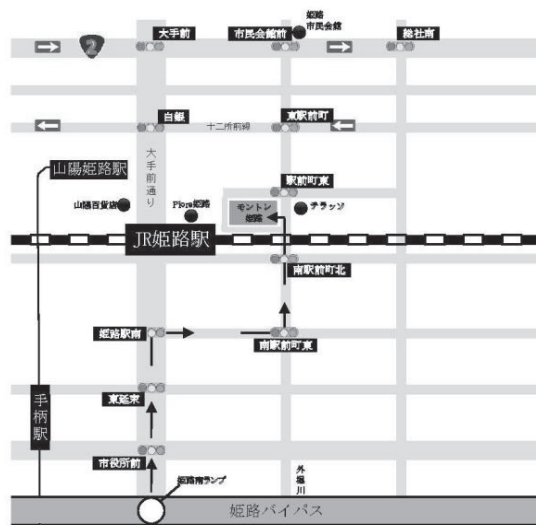 姫路
市民会館
2
大手前
市民会館前
総社南
白銀
十二所前線
東駅前町
大手前通り
山陽姫路駅
駅前町東
山陽百貨店
Piora姫路
モントン
姫路
テラッソ
JR姫路駅
南駅前町北
姫路駅南
南駅前町東
手柄駅
東延末
市役所前
姫路南ランプ
外堀川
姫路バイパス